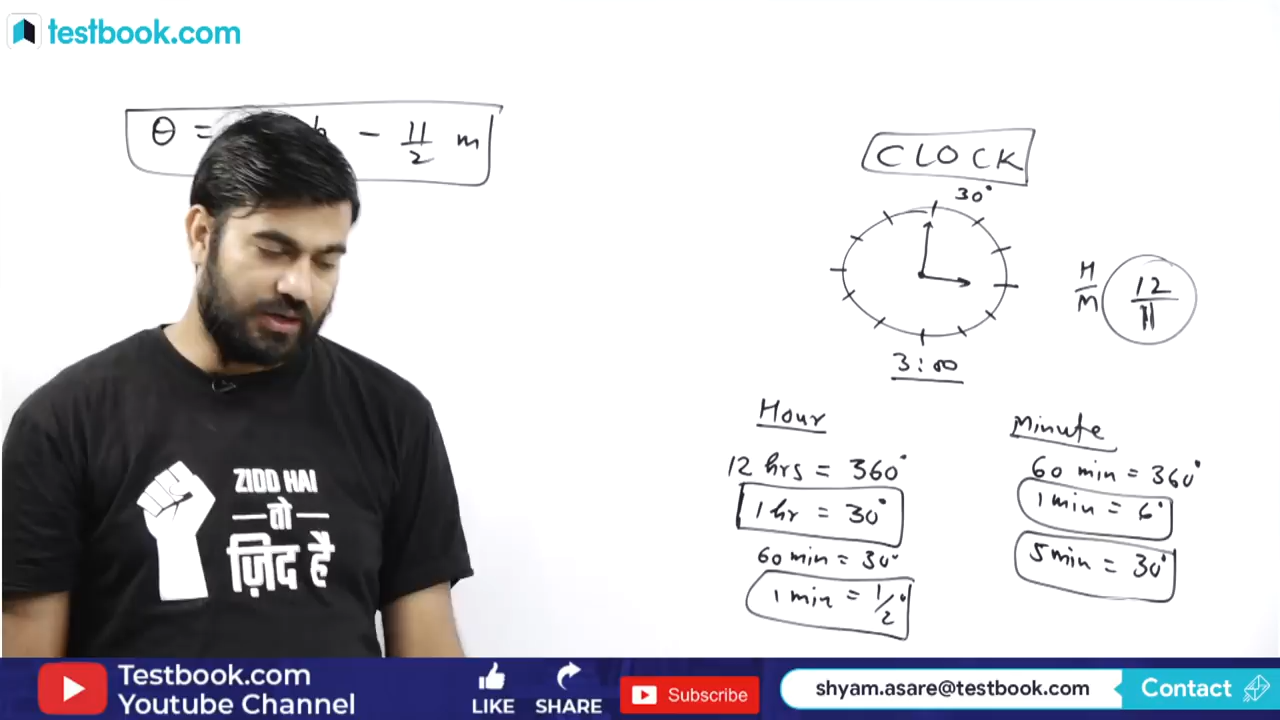 testbook.com
θ = h - 11/2 m
CLOCK
30°
H/M 12/11
3:00
Hour
12 hrs = 360°
1 hr = 30°
60 min = 30°
1 min = 1/2°
Minute
60 min = 360°
1 min = 6°
5 min = 30°
ZIDD HAI
—तो—
ज़िद है
Testbook.com
Youtube Channel
LIKE
SHARE
Subscribe
shyam.asare@testbook.com
Contact